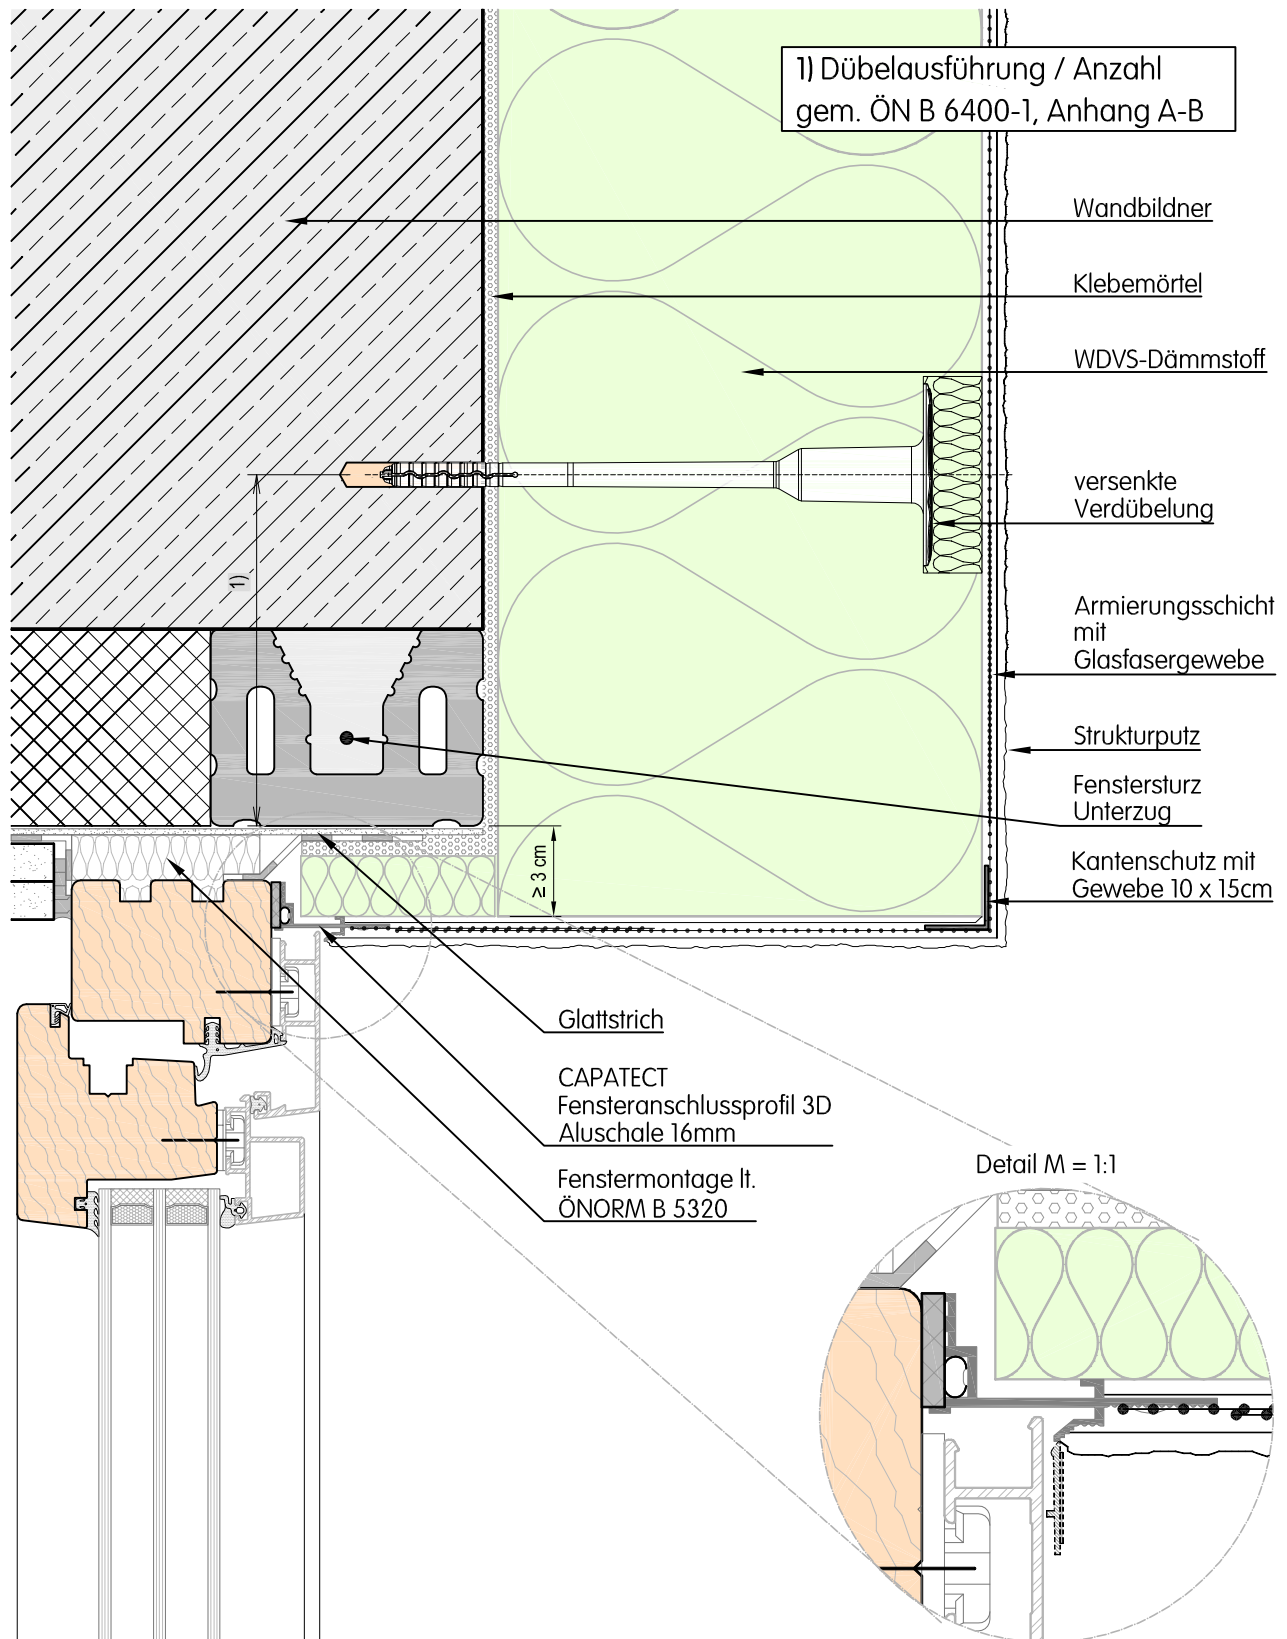 1) Dübelausführung / Anzahl
gem. ÖN B 6400-1, Anhang A-B
Wandbildner
Klebemörtel
WDVS-Dämmstoff
versenkte
Verdübelung
1)
Armierungsschicht
mit
Glasfasergewebe
Strukturputz
Fenstersturz
Unterzug
≥ 3 cm
Kantenschutz mit
Gewebe 10 x 15cm
Glattstrich
CAPATECT
Fensteranschlussprofil 3D
Aluschale 16mm
Fenstermontage lt.
ÖNORM B 5320
Detail M = 1:1